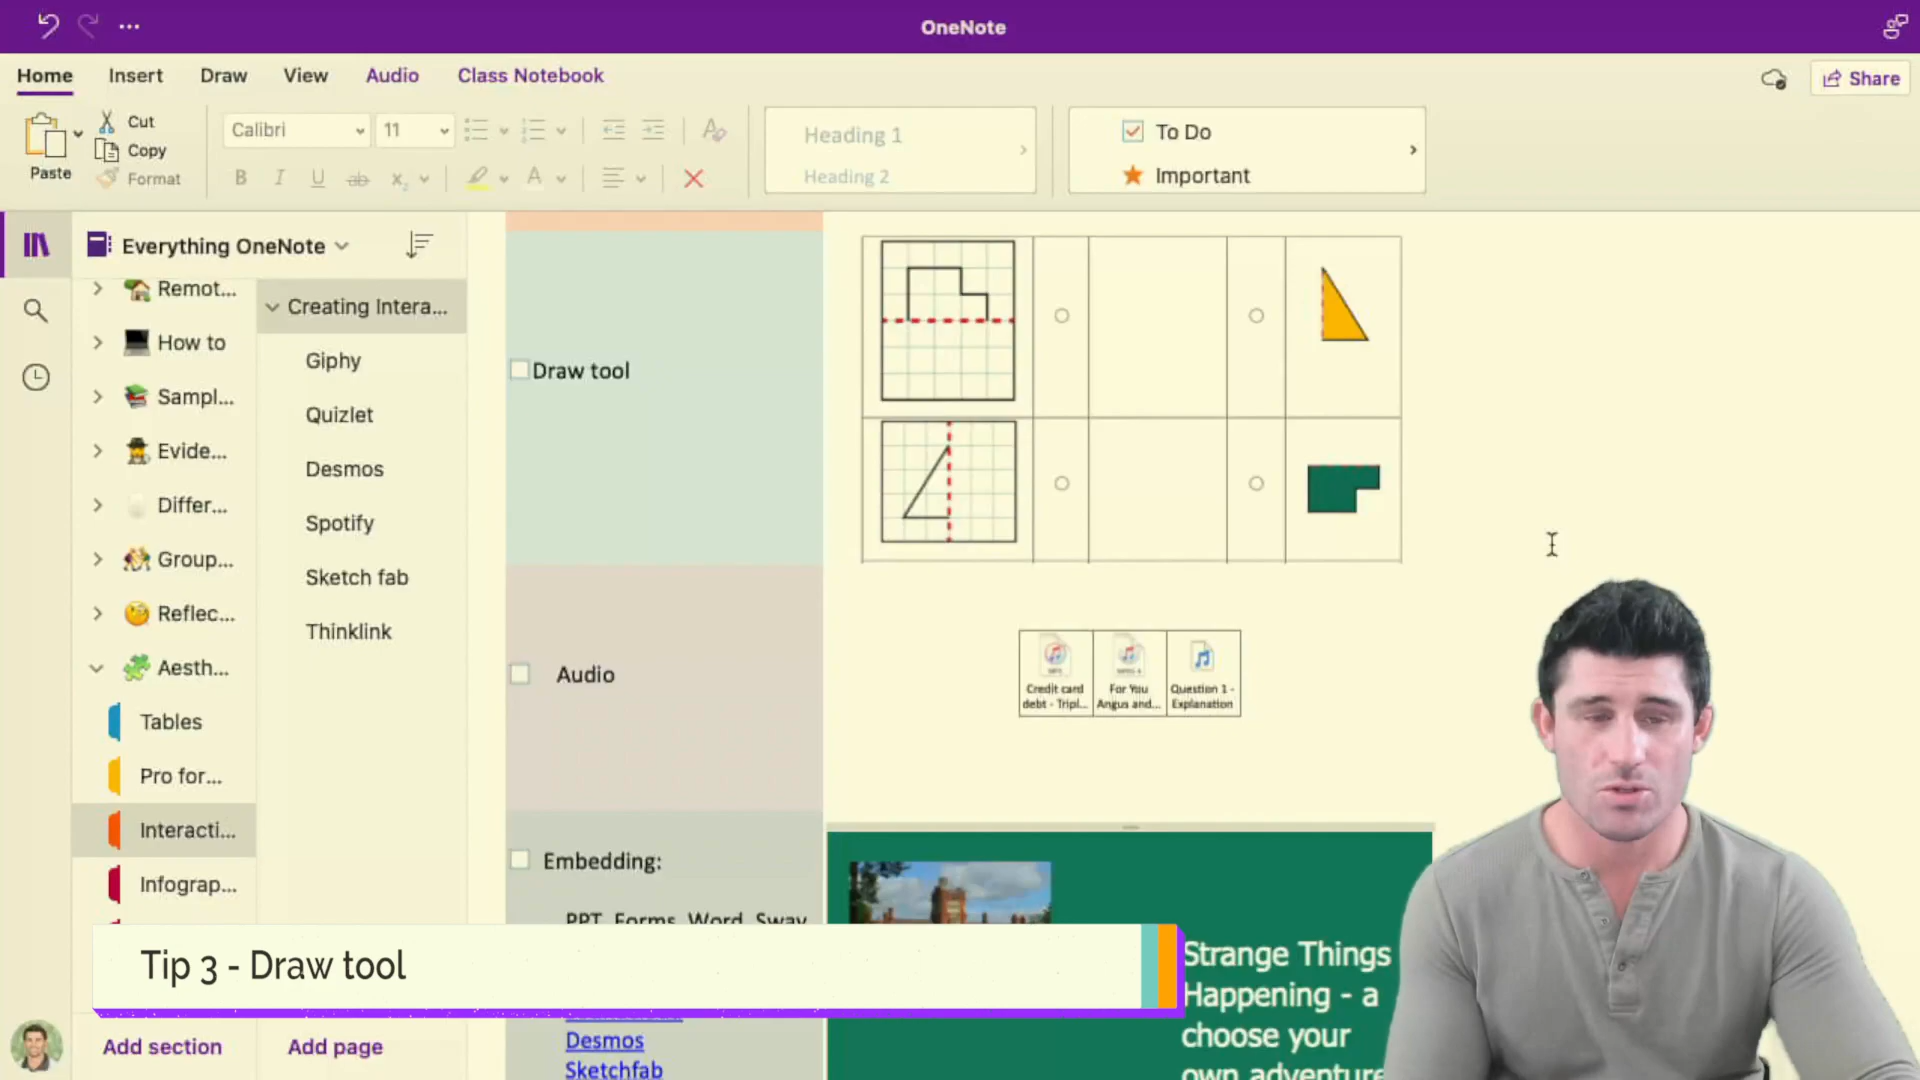 OneNote
Home Insert Draw View Audio Class Notebook
Share
Paste
Cut
Copy
Format
Calibri 11
B I U ab x₂ A
Heading 1
Heading 2
To Do
Important
Everything OneNote
Remot...
How to
Sampl...
Evide...
Differ...
Group...
Reflec...
Aesth...
Tables
Pro for...
Interacti...
Infograp...
Add section
Creating Intera...
Giphy
Quizlet
Desmos
Spotify
Sketch fab
Thinklink
Add page
Draw tool
Audio
Credit card
debt - Tripl...
For You
Angus and...
Question 1 -
Explanation
Embedding:
PPT, Forms, Word, Sway
Desmos
Sketchfab
Strange Things
Happening - a
choose your
own adventure
Tip 3 - Draw tool